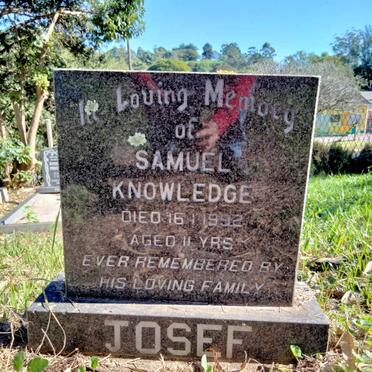 In Loving Memory
of
SAMUEL
KNOWLEDGE
DIED 16·1·1992
AGED 11 YRS
EVER REMEMBERED BY
HIS LOVING FAMILY
JOSEF